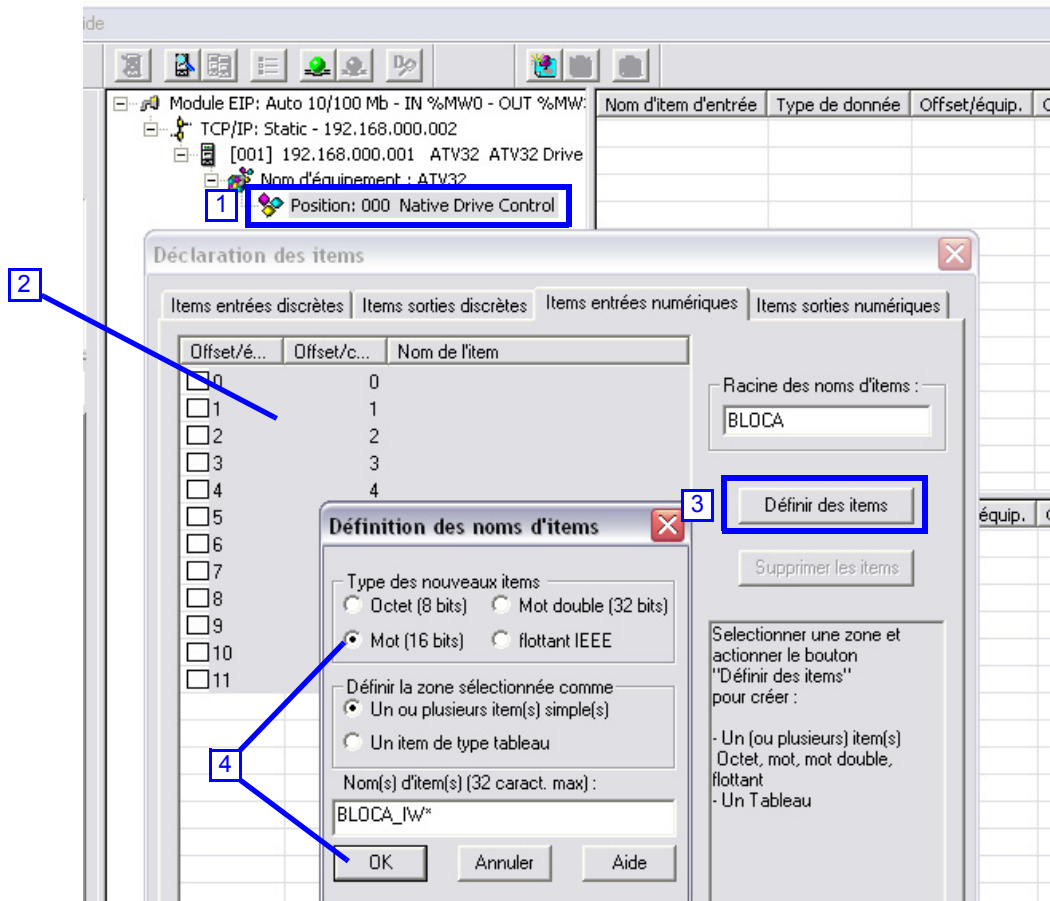 ide
Module EIP: Auto 10/100 Mb - IN %MW0 - OUT %MW:
Nom d'item d'entrée Type de donnée Offset/équip.
TCP/IP: Static - 192.168.000.002
[001] 192.168.000.001 ATV32 ATV32 Drive
Nom d'équipement : ATV32
1
Position: 000 Native Drive Control
Déclaration des items
2
Items entrées discrètes Items sorties discrètes Items entrées numériques Items sorties numériques
Offset/é... Offset/c... Nom de l'item
0 0
1 1
2 2
3 3
4 4
5
6
7
8
9
10
11
Racine des noms d'items :
BLOCA
3
Définir des items
équip.
Supprimer les items
Selectionner une zone et
actionner le bouton
"Définir des items"
pour créer :
- Un (ou plusieurs) item(s)
Octet, mot, mot double,
flottant
- Un Tableau
Définition des noms d'items
Type des nouveaux items
Octet (8 bits) Mot double (32 bits)
Mot (16 bits) flottant IEEE
Définir la zone sélectionnée comme
Un ou plusieurs item(s) simple(s)
Un item de type tableau
4
Nom(s) d'item(s) (32 caract. max) :
BLOCA_IW*
OK Annuler Aide